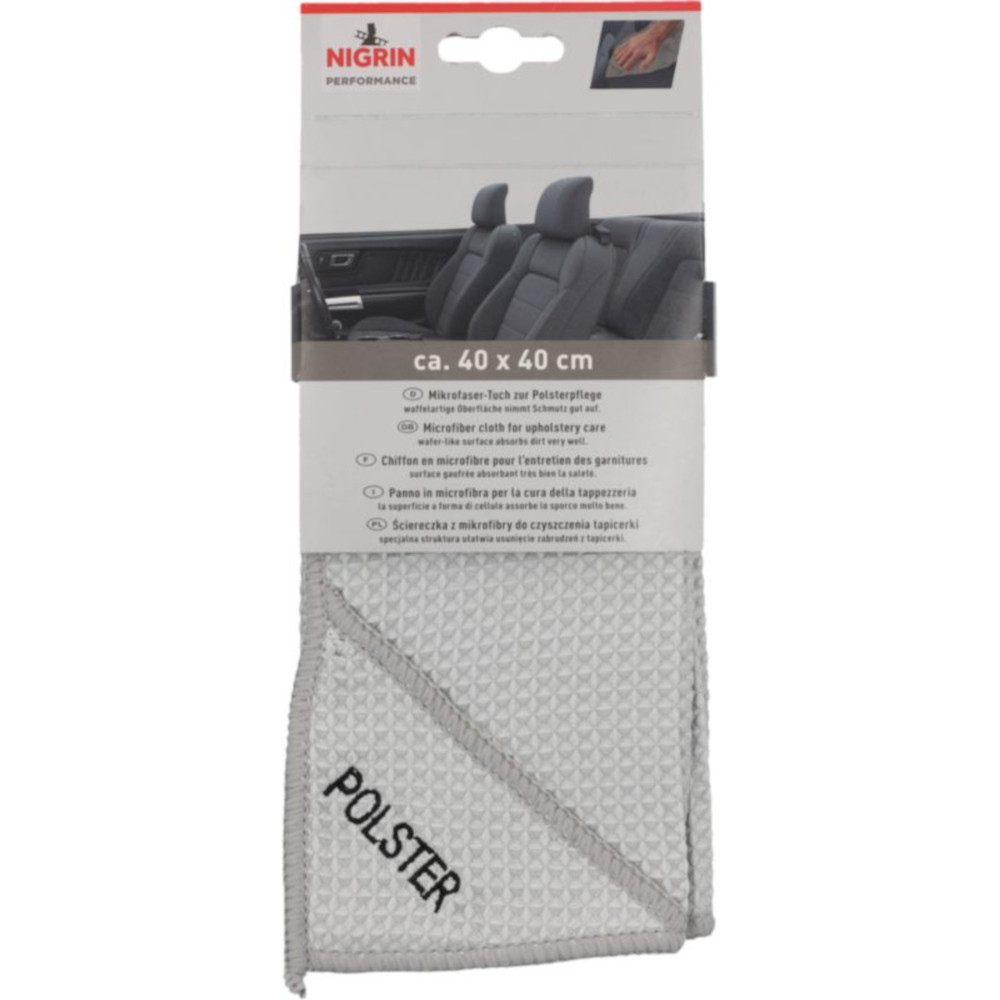 NIGRIN
PERFORMANCE
ca. 40 x 40 cm
D Mikrofaser-Tuch zur Polsterpflege
waffelartige Oberfläche nimmt Schmutz gut auf.
GB Microfiber cloth for upholstery care
wafer-like surface absorbs dirt very well.
F Chiffon en microfibre pour l'entretien des garnitures
surface gaufrée absorbant très bien la saleté.
I Panno in microfibra per la cura della tappezzeria
la superficie a forma di cellule assorbe lo sporco molto bene.
PL Ściereczka z mikrofibry do czyszczenia tapicerki
specjalna struktura ułatwia usunięcie zabrudzeń z tapicerki.
POLSTER